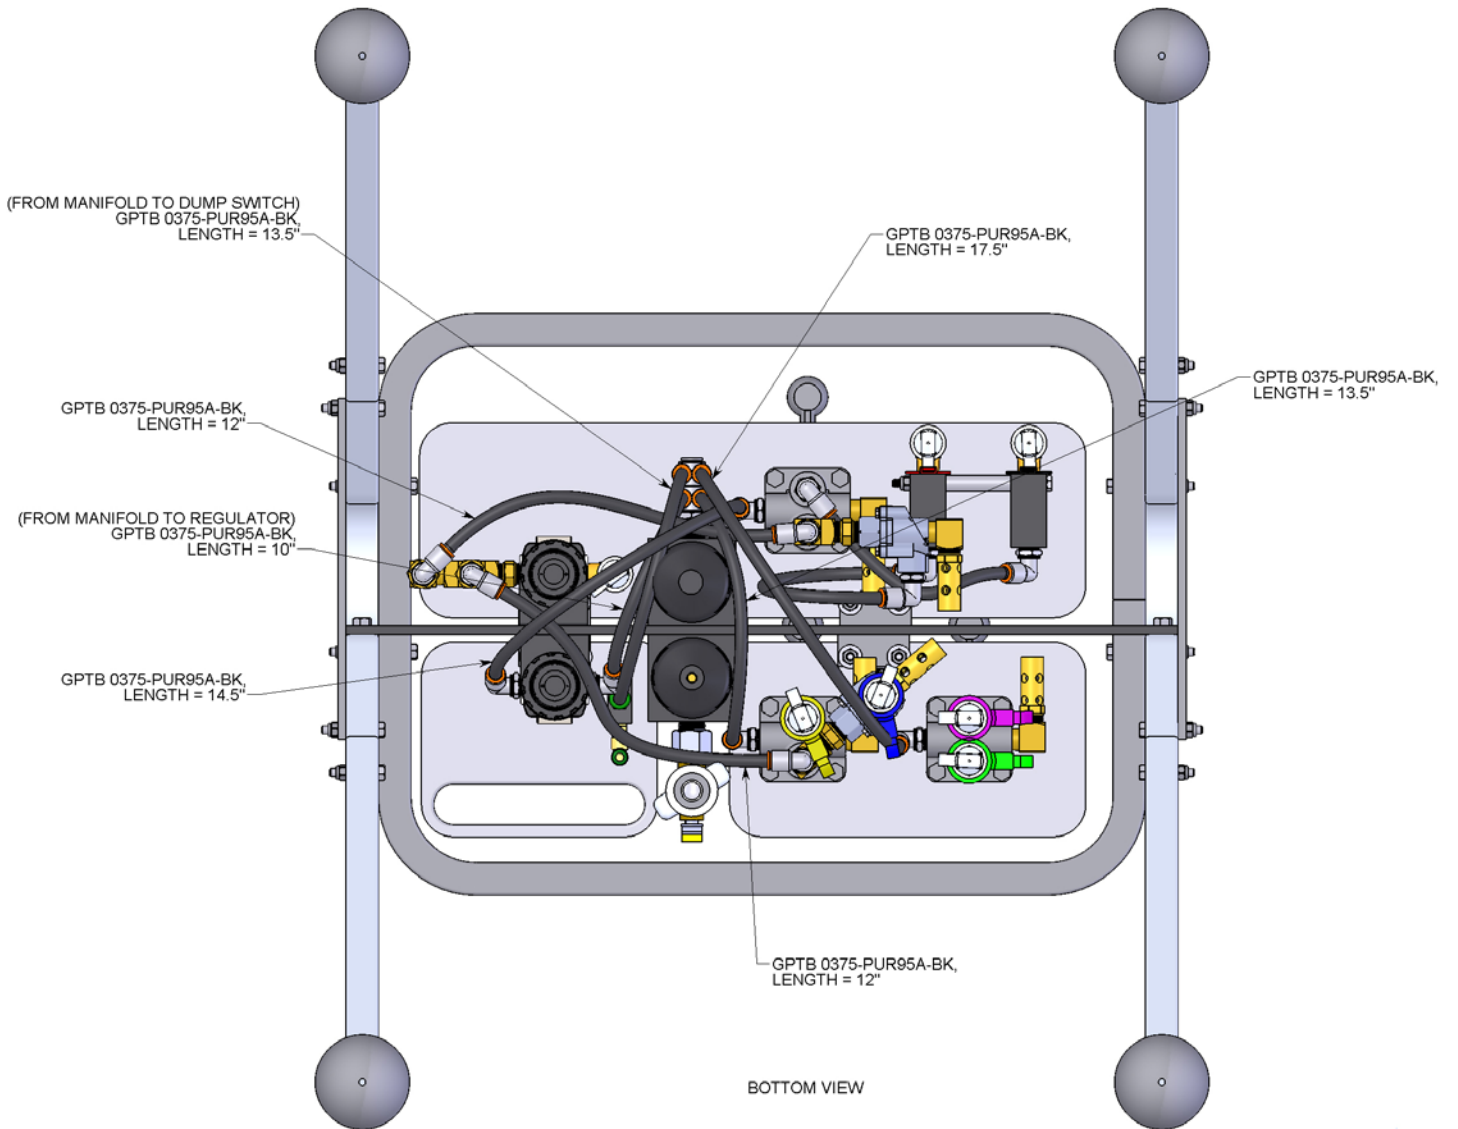 (FROM MANIFOLD TO DUMP SWITCH)
GPTB 0375-PUR95A-BK,
LENGTH = 13.5"
GPTB 0375-PUR95A-BK,
LENGTH = 17.5"
GPTB 0375-PUR95A-BK,
LENGTH = 13.5"
GPTB 0375-PUR95A-BK,
LENGTH = 12"
(FROM MANIFOLD TO REGULATOR)
GPTB 0375-PUR95A-BK,
LENGTH = 10"
GPTB 0375-PUR95A-BK,
LENGTH = 14.5"
GPTB 0375-PUR95A-BK,
LENGTH = 12"
BOTTOM VIEW